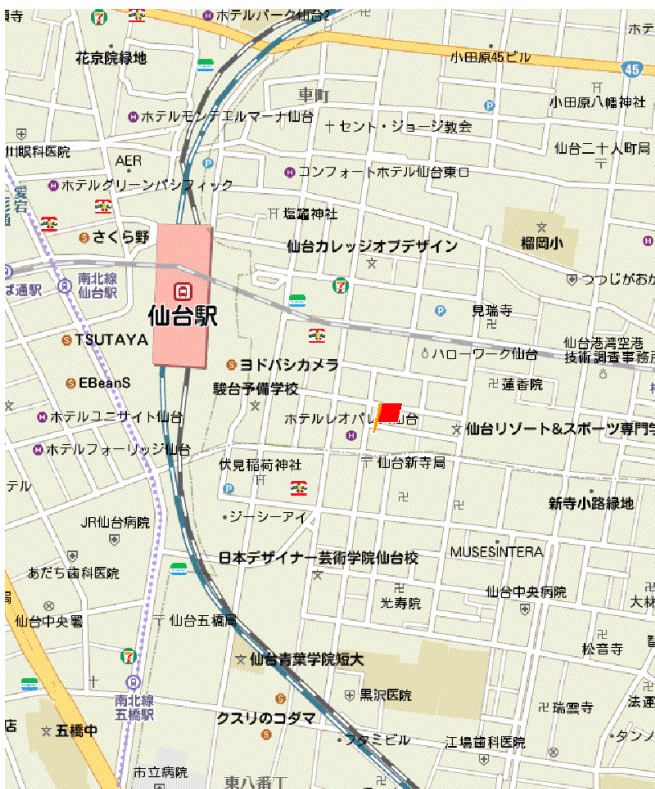 ホテルパーク仙台2
花京院緑地
小田原45ビル
45
車町
小田原八幡神社
ホテルモンテエルマーナ仙台
セント・ジョージ教会
川眼科医院
仙台二十人町局
AER
コンフォートホテル仙台東口
ホテルグリーンパシフィック
愛宕
塩竈神社
さくら野
仙台カレッジオブデザイン
榴岡小
南北線
仙台駅
ば通駅
つつじがおか
仙台駅
見瑞寺
TSUTAYA
仙台港湾空港
技術調査事務所
ハローワーク仙台
ヨドバシカメラ
EBeanS
駿台予備学校
蓮香院
ホテルユニサイト仙台
仙台リゾート&スポーツ専門学
ホテルフォーリッジ仙台
伏見稲荷神社
仙台新寺局
テル
新寺小路緑地
JR仙台病院
ジーシーアイ
MUSESINTERA
日本デザイナー芸術学院仙台校
あだち歯科医院
仙台中央病院
光寿院
大林
仙台中央署
仙台五橋局
松音寺
仙台青葉学院短大
南北線
五橋駅
黒沢医院
瑞雲寺
法運
クスリのコダマ
店
五橋中
フタミビル
江場歯科医院
タンノ
市立病院
東八番丁